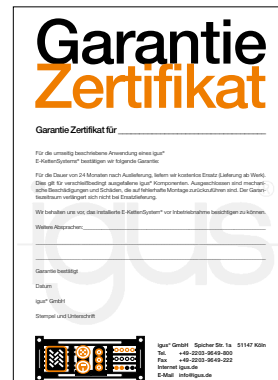 Garantie
Zertifikat
Garantie Zertifikat für
Für die umseitig beschriebene Anwendung eines igus®
E-KettenSystems® bestätigen wir folgende Garantie:
Für die Dauer von 24 Monaten nach Auslieferung, liefern wir kostenlos Ersatz (Lieferung ab Werk).
Dies gilt für verschleißbedingt ausgefallene igus® Komponenten. Ausgeschlossen sind mechani-
sche Beschädigungen und Schäden, die auf fehlerhafte Montage zurückzuführen sind. Der Garan-
tiezeitraum verlängert sich nicht bei Ersatzlieferung.
Wir behalten uns vor, das installierte E-KettenSystem® vor Inbetriebnahme besichtigen zu können.
Weitere Absprachen:
igus®
Garantie bestätigt
Datum
igus® GmbH
Stempel und Unterschrift
igus® GmbH Spicher Str. 1a 51147 Köln
Tel. +49-2203-9649-800
Fax +49-2203-9649-222
Internet igus.de
E-Mail info@igus.de